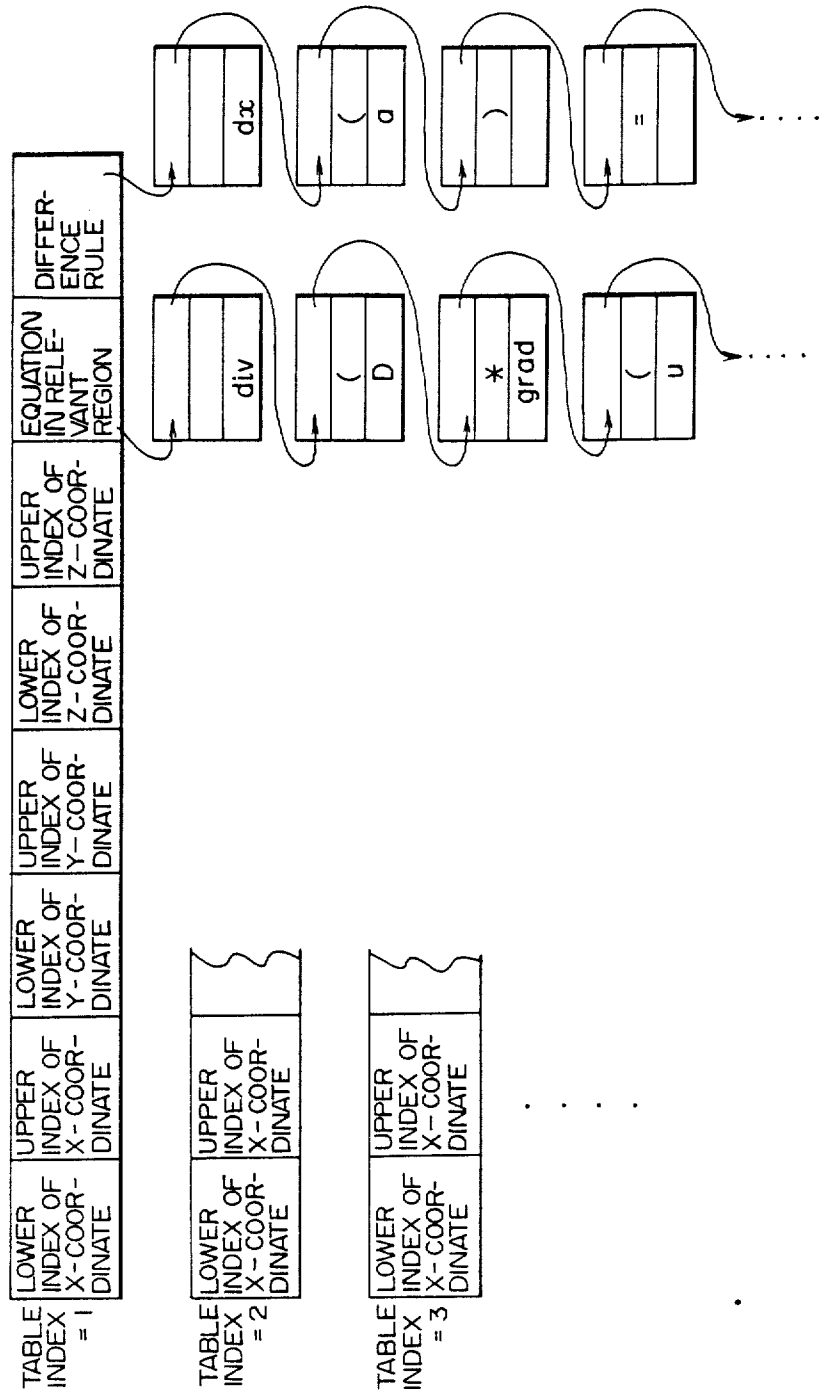 TABLE
INDEX
= 1
LOWER
INDEX OF
X-COOR-
DINATE
UPPER
INDEX OF
X-COOR-
DINATE
LOWER
INDEX OF
Y-COOR-
DINATE
UPPER
INDEX OF
Y-COOR-
DINATE
LOWER
INDEX OF
Z-COOR-
DINATE
UPPER
INDEX OF
Z-COOR-
DINATE
EQUATION
IN RELE-
VANT
REGION
DIFFER-
ENCE
RULE
TABLE
INDEX
= 2
LOWER
INDEX OF
X-COOR-
DINATE
UPPER
INDEX OF
X-COOR-
DINATE
TABLE
INDEX
= 3
LOWER
INDEX OF
X-COOR-
DINATE
UPPER
INDEX OF
X-COOR-
DINATE
div
(
D
*
grad
(
u
dx
(
a
)
=